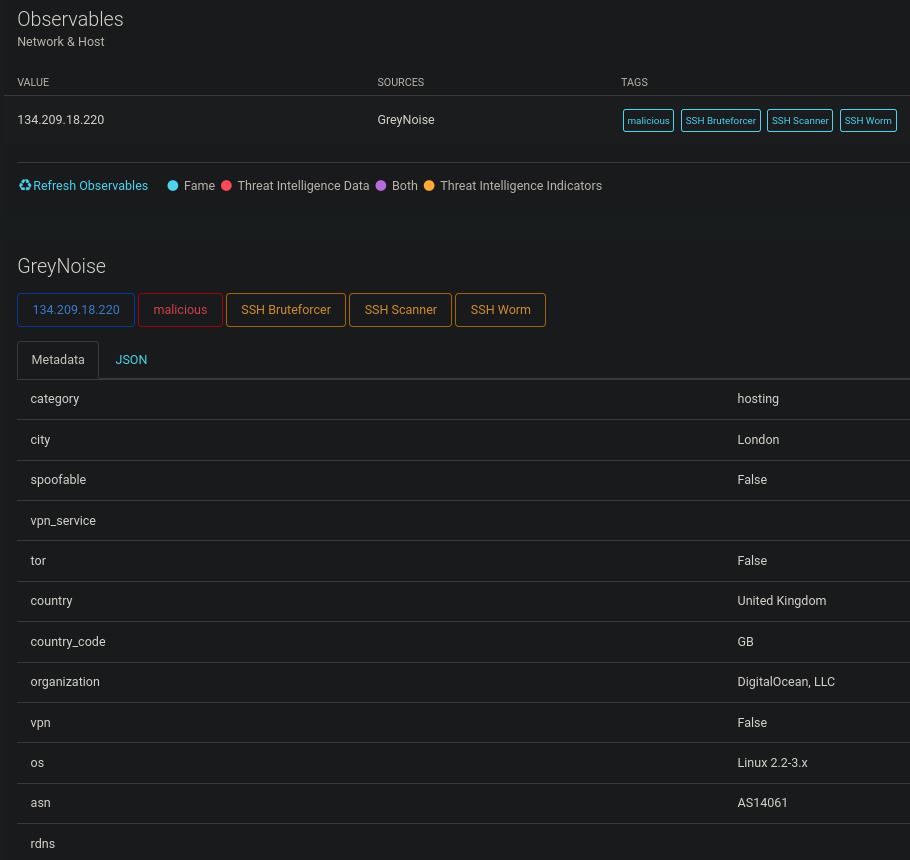 Observables
Network & Host
VALUE SOURCES TAGS
134.209.18.220 GreyNoise malicious SSH Bruteforcer SSH Scanner SSH Worm
Refresh Observables Fame Threat Intelligence Data Both Threat Intelligence Indicators
GreyNoise
134.209.18.220 malicious SSH Bruteforcer SSH Scanner SSH Worm
Metadata JSON
category hosting
city London
spoofable False
vpn_service
tor False
country United Kingdom
country_code GB
organization DigitalOcean, LLC
vpn False
os Linux 2.2-3.x
asn AS14061
rdns